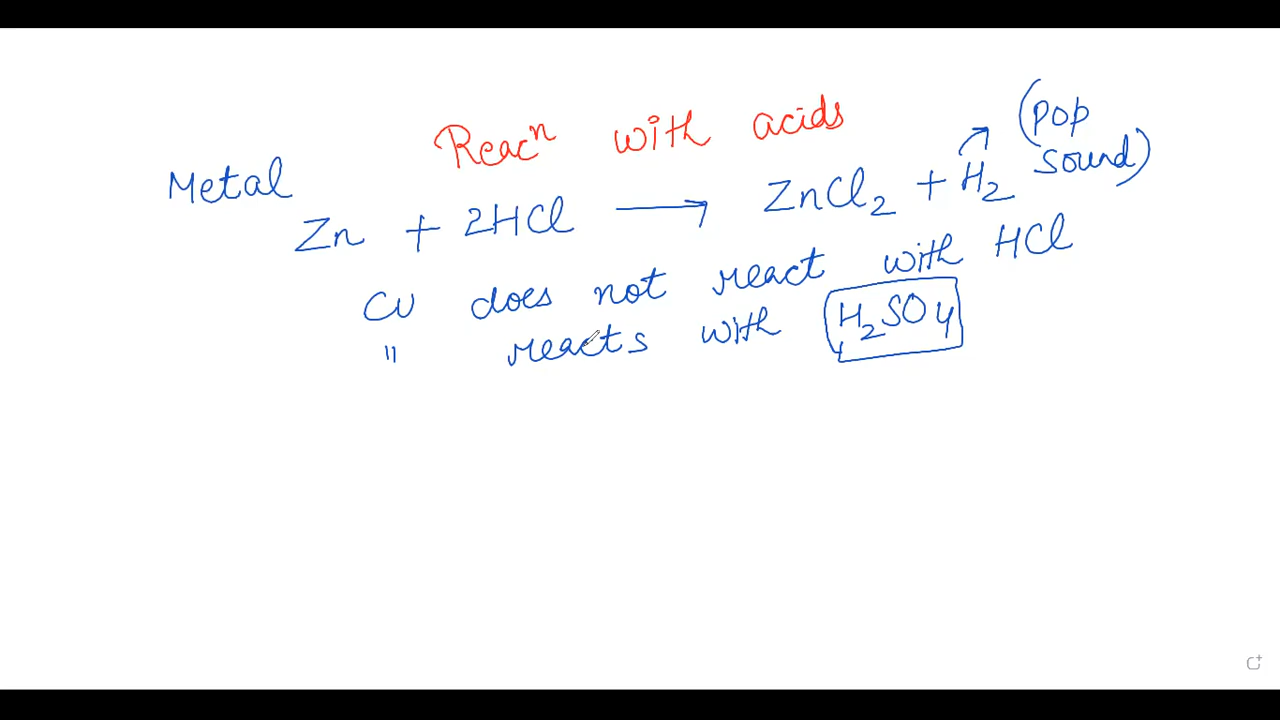 Reacⁿ with acids
Metal
Zn + 2HCl ⟶ ZnCl₂ + H₂ ↗ (pop sound)
Cu does not react with HCl
" reacts with H₂SO₄